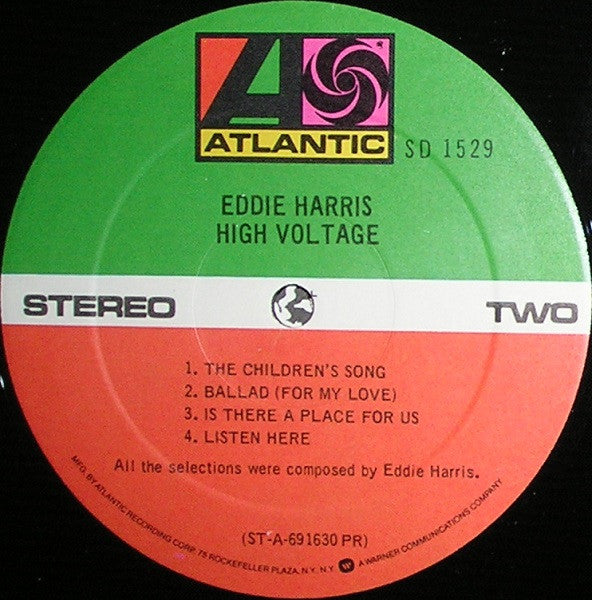 ATLANTIC
SD 1529
EDDIE HARRIS
HIGH VOLTAGE
STEREO
TWO
1. THE CHILDREN'S SONG
2. BALLAD (FOR MY LOVE)
3. IS THERE A PLACE FOR US
4. LISTEN HERE
All the selections were composed by Eddie Harris.
(ST-A-691630 PR)
MFG. BY ATLANTIC RECORDING CORP. 75 ROCKEFELLER PLAZA, N.Y. N.Y. A WARNER COMMUNICATIONS COMPANY